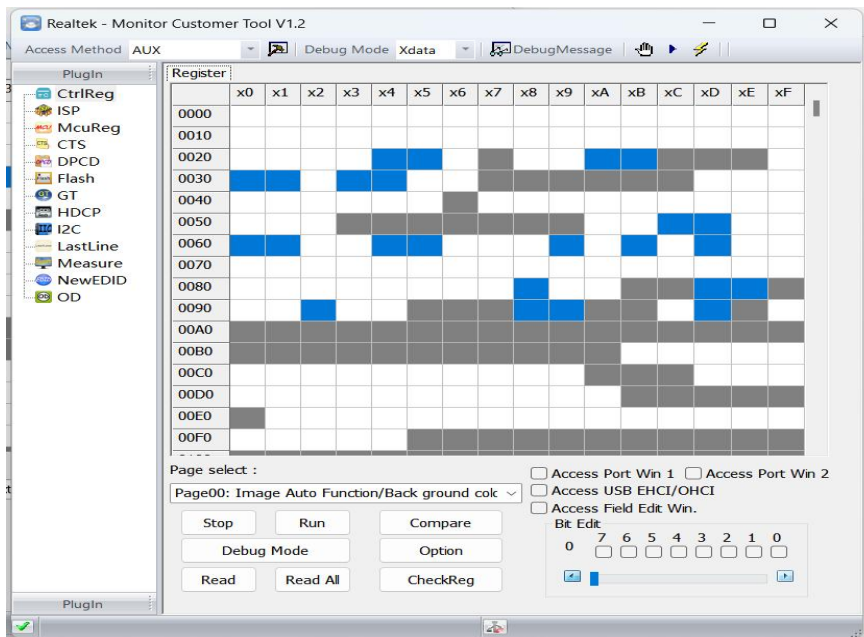 Realtek - Monitor Customer Tool V1.2
Access Method AUX Debug Mode Xdata DebugMessage
PlugIn
CtrlReg
ISP
McuReg
CTS
DPCD
Flash
GT
HDCP
I2C
LastLine
Measure
NewEDID
OD
PlugIn
Register
x0 x1 x2 x3 x4 x5 x6 x7 x8 x9 xA xB xC xD xE xF
0000
0010
0020
0030
0040
0050
0060
0070
0080
0090
00A0
00B0
00C0
00D0
00E0
00F0
Page select :
Page00: Image Auto Function/Back ground colc
Access Port Win 1 Access Port Win 2
Access USB EHCI/OHCI
Access Field Edit Win.
Stop Run Compare
Debug Mode Option
Read Read All CheckReg
Bit Edit
7 6 5 4 3 2 1 0
0